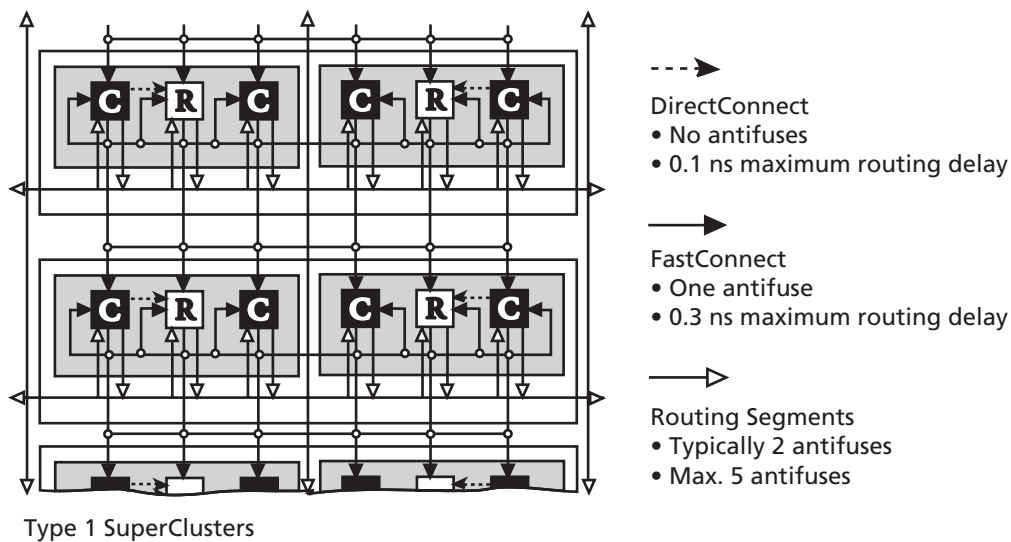 C R C C R C
C R C C R C
DirectConnect
• No antifuses
• 0.1 ns maximum routing delay
FastConnect
• One antifuse
• 0.3 ns maximum routing delay
Routing Segments
• Typically 2 antifuses
• Max. 5 antifuses
Type 1 SuperClusters